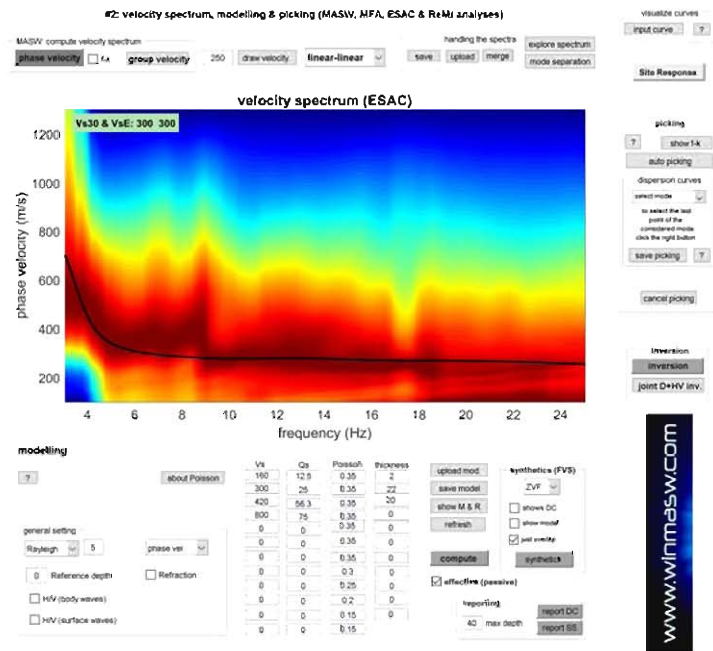 #2: velocity spectrum, modelling & picking (MASW, MFA, ESAC & ReMi analyses)
MASW: compute velocity spectrum
phase velocity
group velocity
250
draw velocity
linear-linear
handing the spectra
save
upload
merge
explore spectrum
mode separation
visualize curves
input curve
?
Site Response
velocity spectrum (ESAC)
Vs30 & VsE: 300 300
phase velocity (m/s)
1200
1000
800
600
400
200
4 6 8 10 12 14 16 18 20 22 24
frequency (Hz)
picking
?
show f-k
auto picking
dispersion curves
select mode
to select the last
point of the
considered mode
click the right button
save picking
?
cancel picking
Inversion
inversion
joint D+HV inv.
www.winmasw.com
modelling
?
about Poisson
general setting
Rayleigh
5
phase vel
0 Reference depth
Refraction
H/V (body waves)
H/V (surface waves)
Vs Qs Poisson thickness
160 12.5 0.35 2
300 25 0.35 22
420 56.3 0.35 20
800 75 0.35 0
0 0 0.35 0
0 0 0.35 0
0 0 0.35 0
0 0 0.3 0
0 0 0.25 0
0 0 0.2 0
0 0 0.15 0
0 0 0.15
upload mod.
save model
show M & R
refresh
compute
effective (passive)
synthetics (FVS)
ZVF
shows DC
show model
just overlay
synthetics
reporting
40 max depth
report DC
report SS